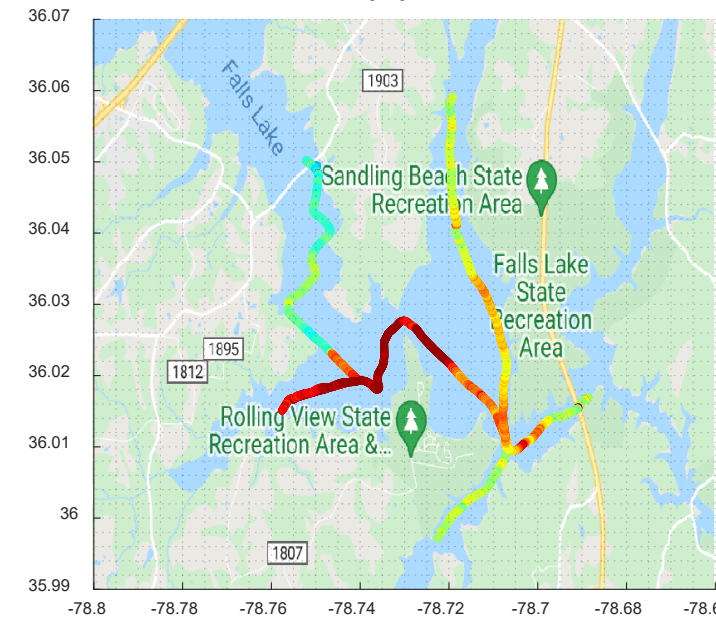 36.07
36.06
36.05
36.04
36.03
36.02
36.01
36
35.99
Falls Lake
1903
Sandling Beach State
Recreation Area
Falls Lake
State
Recreation
Area
1895
1812
Rolling View State
Recreation Area &...
1807
-78.8
-78.78
-78.76
-78.74
-78.72
-78.7
-78.68